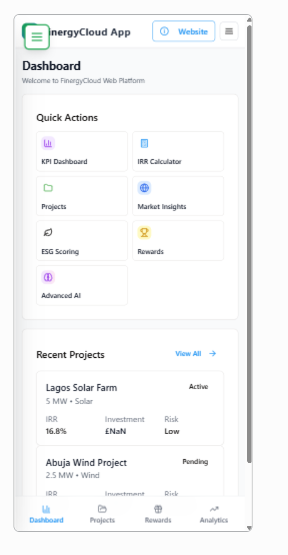 inergyCloud App
Website
Dashboard
Welcome to FinergyCloud Web Platform
Quick Actions
KPI Dashboard
IRR Calculator
Projects
Market Insights
ESG Scoring
Rewards
Advanced AI
Recent Projects
View All
Lagos Solar Farm
Active
5 MW • Solar
IRR
Investment
Risk
16.8%
£NaN
Low
Abuja Wind Project
Pending
2.5 MW • Wind
IRR
Investment
Risk
Dashboard
Projects
Rewards
Analytics